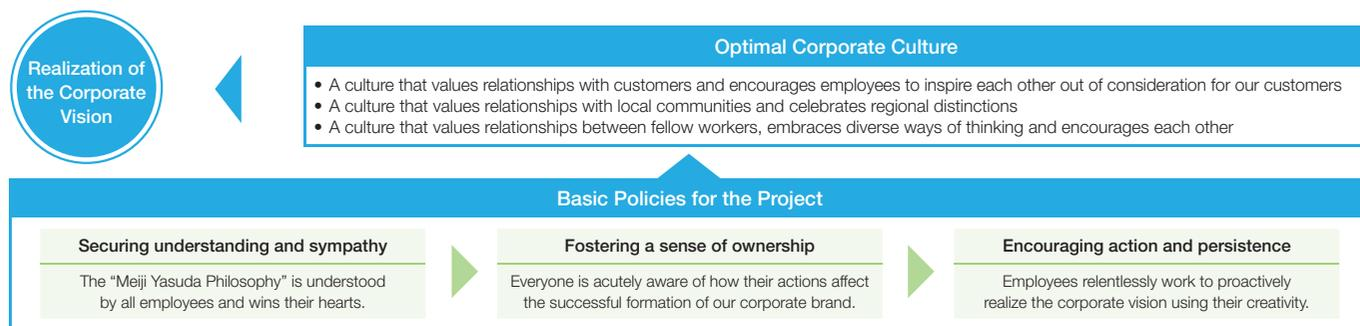 Realization of
the Corporate
Vision
Optimal Corporate Culture
• A culture that values relationships with customers and encourages employees to inspire each other out of consideration for our customers
• A culture that values relationships with local communities and celebrates regional distinctions
• A culture that values relationships between fellow workers, embraces diverse ways of thinking and encourages each other
Basic Policies for the Project
Securing understanding and sympathy
The “Meiji Yasuda Philosophy” is understood
by all employees and wins their hearts.
Fostering a sense of ownership
Everyone is acutely aware of how their actions affect
the successful formation of our corporate brand.
Encouraging action and persistence
Employees relentlessly work to proactively
realize the corporate vision using their creativity.